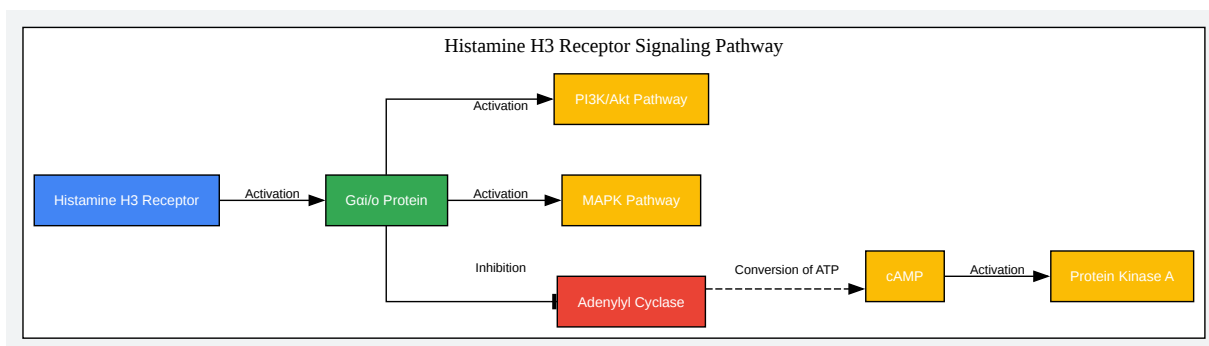 Histamine H3 Receptor Signaling Pathway
PI3K/Akt Pathway
Activation
Histamine H3 Receptor
Activation
Gαi/o Protein
Activation
MAPK Pathway
Inhibition
Adenylyl Cyclase
Conversion of ATP
cAMP
Activation
Protein Kinase A